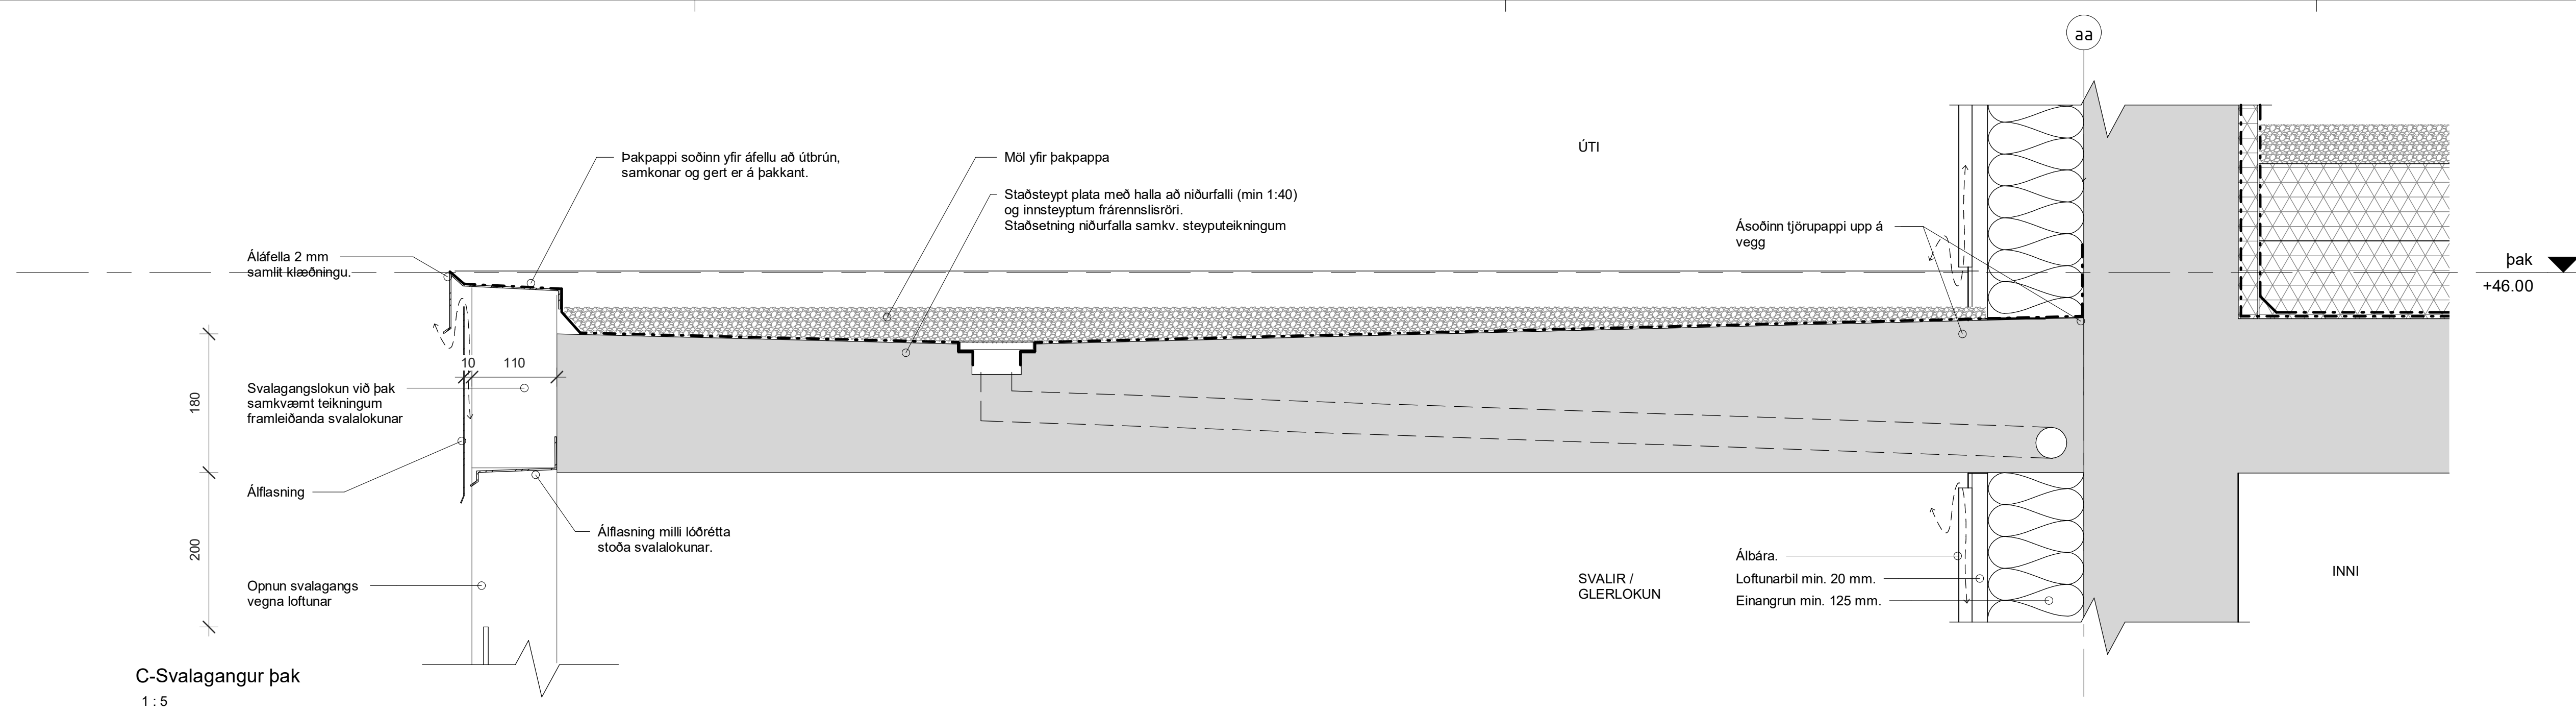 aa
Þakpappi soðinn yfir áfellu að útbrún,
samkonar og gert er á þakkant.
Möl yfir þakpappa
Staðsteypt plata með halla að niðurfalli (min 1:40)
og innsteyptum frárennslisröri.
Staðsetning niðurfalla samkv. steyputeikningum
ÚTI
Ásoðinn tjörupappi upp á
vegg
Áláfella 2 mm
samlit klæðningu.
þak
+46.00
10
110
180
Svalagangslokun við þak
samkvæmt teikningum
framleiðanda svalalokunar
Álflasning
Álflasning milli lóðrétta
stoða svalalokunar.
200
Opnun svalagangs
vegna loftunar
SVALIR /
GLERLOKUN
Álbára.
Loftunarbil min. 20 mm.
Einangrun min. 125 mm.
INNI
C-Svalagangur þak
1 : 5